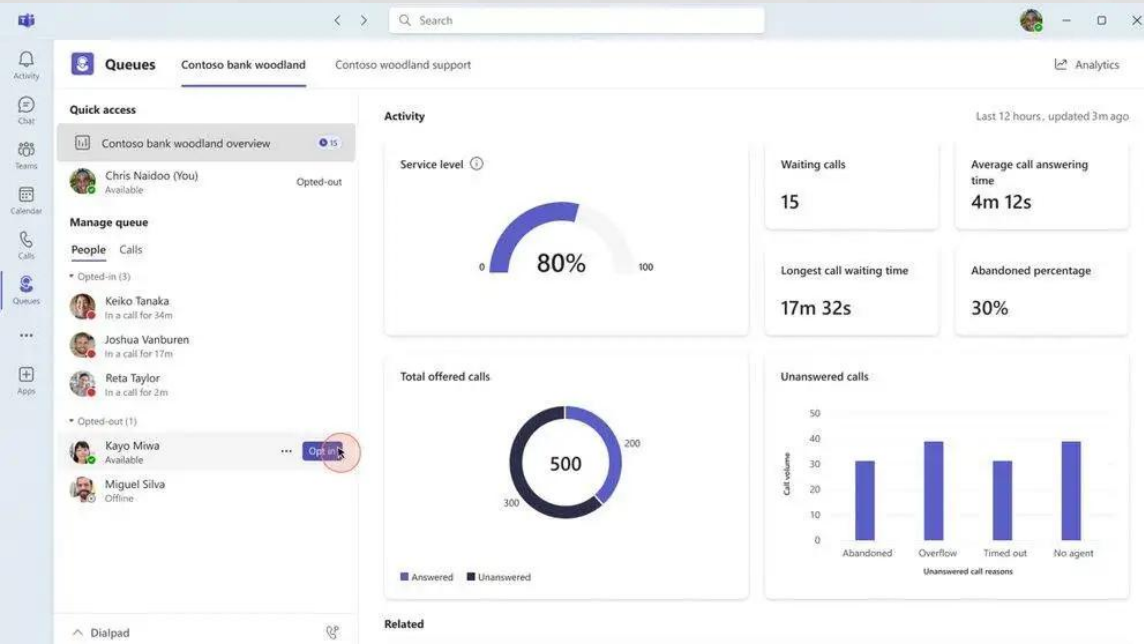 Search
Activity
Chat
Teams
Calendar
Calls
Queues
Apps
Queues
Contoso bank woodland
Contoso woodland support
Analytics
Quick access
Contoso bank woodland overview
15
Chris Naidoo (You)
Available
Opted-out
Manage queue
People
Calls
Opted-in (3)
Keiko Tanaka
In a call for 34m
Joshua Vanburen
In a call for 17m
Reta Taylor
In a call for 2m
Opted-out (1)
Kayo Miwa
Available
Opt in
Miguel Silva
Offline
Dialpad
Activity
Last 12 hours, updated 3m ago
Service level
0
80%
100
Waiting calls
15
Average call answering
time
4m 12s
Longest call waiting time
17m 32s
Abandoned percentage
30%
Total offered calls
200
500
300
Answered
Unanswered
Unanswered calls
50
40
30
20
10
0
Call volume
Abandoned
Overflow
Timed out
No agent
Unanswered call reasons
Related